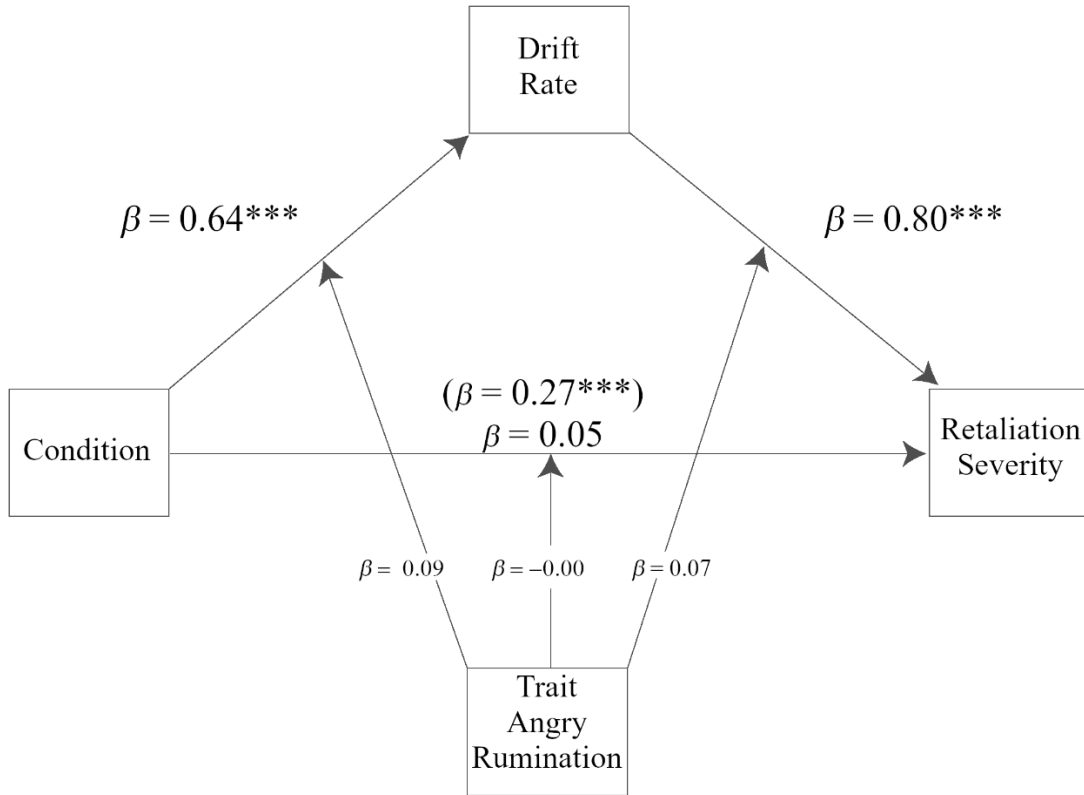 Drift
Rate
β = 0.64***
β = 0.80***
(β = 0.27***)
β = 0.05
Condition
Retaliation
Severity
β = 0.09
β = −0.00
β = 0.07
Trait
Angry
Rumination